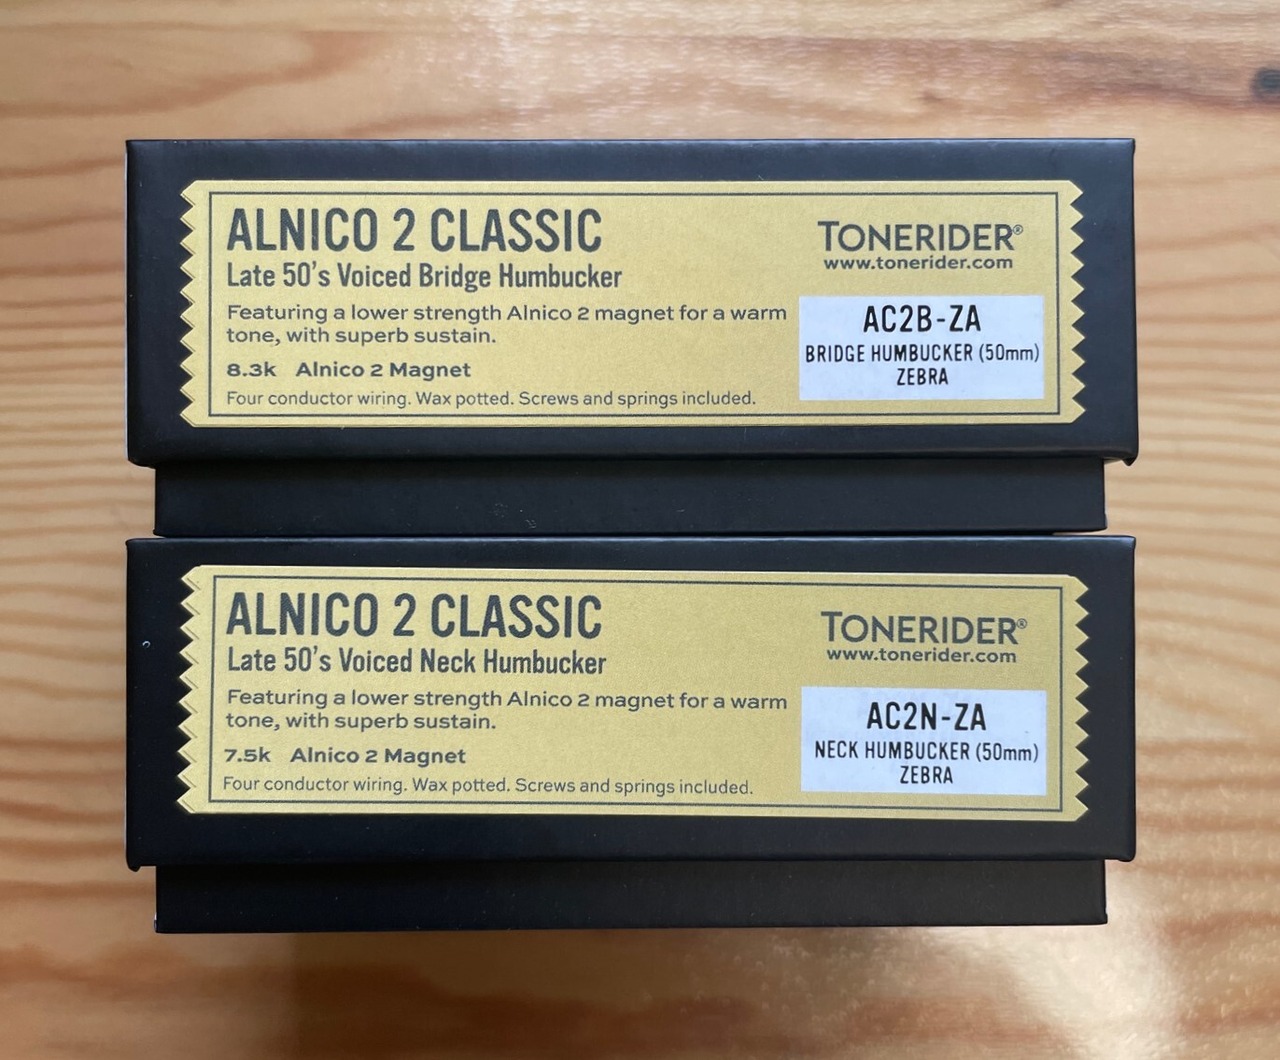 ALNICO 2 CLASSIC
Late 50's Voiced Bridge Humbucker
Featuring a lower strength Alnico 2 magnet for a warm
tone, with superb sustain.
8.3k Alnico 2 Magnet
Four conductor wiring. Wax potted. Screws and springs included.
TONERIDER®
www.tonerider.com
AC2B-ZA
BRIDGE HUMBUCKER (50mm)
ZEBRA
ALNICO 2 CLASSIC
Late 50's Voiced Neck Humbucker
Featuring a lower strength Alnico 2 magnet for a warm
tone, with superb sustain.
7.5k Alnico 2 Magnet
Four conductor wiring. Wax potted. Screws and springs included.
TONERIDER®
www.tonerider.com
AC2N-ZA
NECK HUMBUCKER (50mm)
ZEBRA